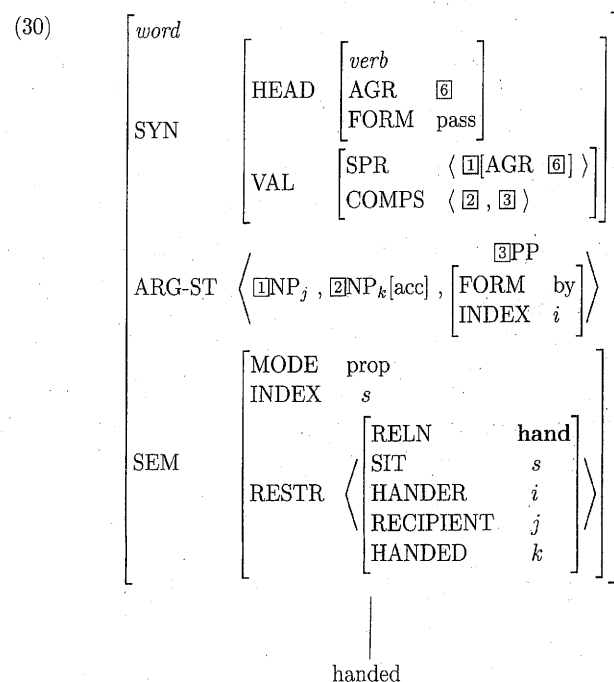 (30)
word
SYN
HEAD
verb
AGR 6
FORM pass
VAL
SPR ⟨ 1[AGR 6] ⟩
COMPS ⟨ 2 , 3 ⟩
ARG-ST ⟨ 1NPj , 2NPk[acc] ,
3PP
FORM by
INDEX i ⟩
SEM
MODE prop
INDEX s
RESTR ⟨
RELN hand
SIT s
HANDER i
RECIPIENT j
HANDED k ⟩
handed